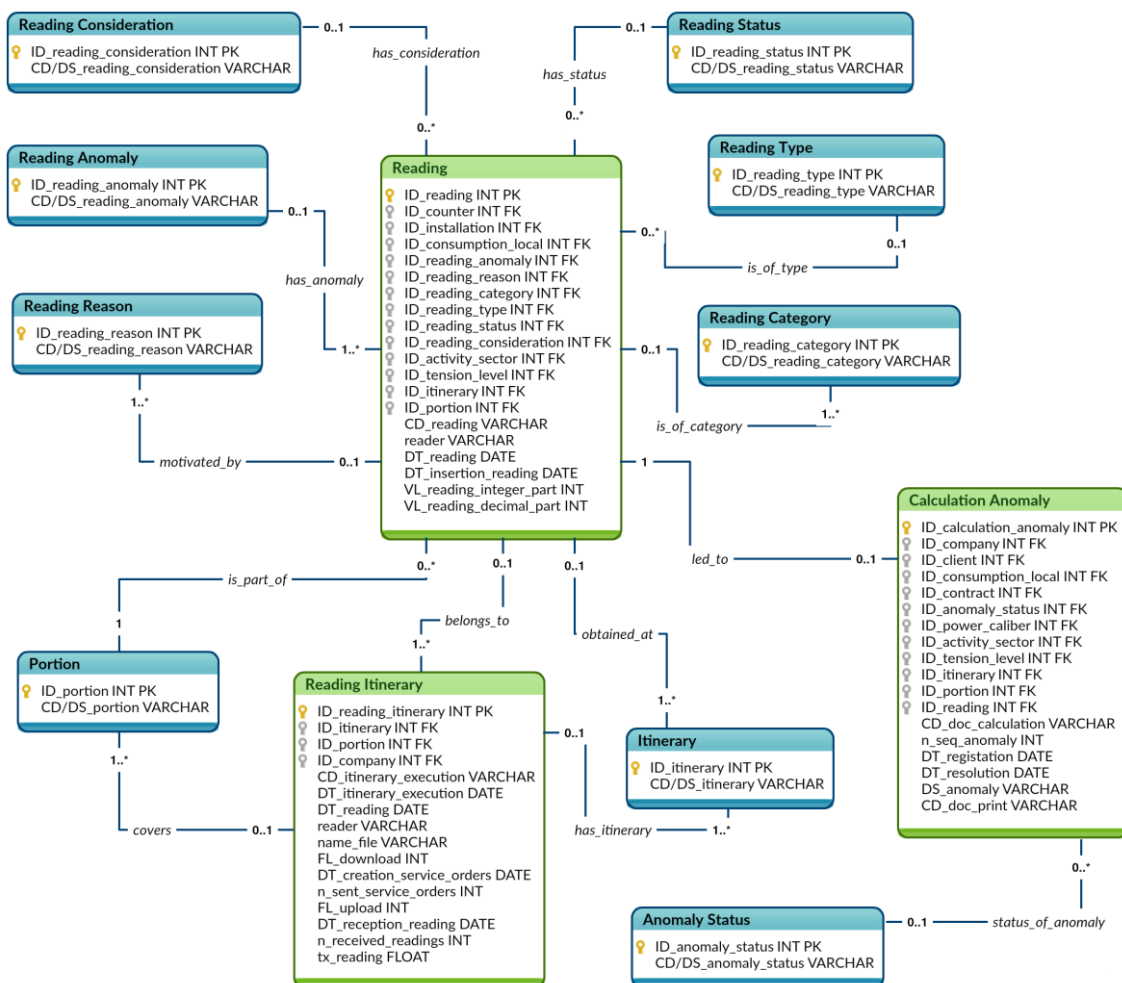 Reading Consideration
ID_reading_consideration INT PK
CD/DS_reading_consideration VARCHAR
0..1
has_consideration
0..*
Reading Status
ID_reading_status INT PK
CD/DS_reading_status VARCHAR
0..1
has_status
0..*
Reading Anomaly
ID_reading_anomaly INT PK
CD/DS_reading_anomaly VARCHAR
0..1
has_anomaly
1..*
Reading
ID_reading INT PK
ID_counter INT FK
ID_installation INT FK
ID_consumption_local INT FK
ID_reading_anomaly INT FK
ID_reading_reason INT FK
ID_reading_category INT FK
ID_reading_type INT FK
ID_reading_status INT FK
ID_reading_consideration INT FK
ID_activity_sector INT FK
ID_tension_level INT FK
ID_itinerary INT FK
ID_portion INT FK
CD_reading VARCHAR
reader VARCHAR
DT_reading DATE
DT_insertion_reading DATE
VL_reading_integer_part INT
VL_reading_decimal_part INT
Reading Type
ID_reading_type INT PK
CD/DS_reading_type VARCHAR
0..*
0..1
is_of_type
Reading Reason
ID_reading_reason INT PK
CD/DS_reading_reason VARCHAR
1..*
motivated_by
0..1
Reading Category
ID_reading_category INT PK
CD/DS_reading_category VARCHAR
0..1
1..*
is_of_category
1
led_to
0..1
Calculation Anomaly
ID_calculation_anomaly INT PK
ID_company INT FK
ID_client INT FK
ID_consumption_local INT FK
ID_contract INT FK
ID_anomaly_status INT FK
ID_power_caliber INT FK
ID_activity_sector INT FK
ID_tension_level INT FK
ID_itinerary INT FK
ID_portion INT FK
ID_reading INT FK
CD_doc_calculation VARCHAR
n_seq_anomaly INT
DT_registation DATE
DT_resolution DATE
DS_anomaly VARCHAR
CD_doc_print VARCHAR
0..*
is_part_of
1
0..1
belongs_to
1..*
0..1
obtained_at
1..*
Portion
ID_portion INT PK
CD/DS_portion VARCHAR
1..*
covers
0..1
Reading Itinerary
ID_reading_itinerary INT PK
ID_itinerary INT FK
ID_portion INT FK
ID_company INT FK
CD_itinerary_execution VARCHAR
DT_itinerary_execution DATE
DT_reading DATE
reader VARCHAR
name_file VARCHAR
FL_download INT
DT_creation_service_orders DATE
n_sent_service_orders INT
FL_upload INT
DT_reception_reading DATE
n_received_readings INT
tx_reading FLOAT
0..1
has_itinerary
1..*
Itinerary
ID_itinerary INT PK
CD/DS_itinerary VARCHAR
0..*
status_of_anomaly
0..1
Anomaly Status
ID_anomaly_status INT PK
CD/DS_anomaly_status VARCHAR